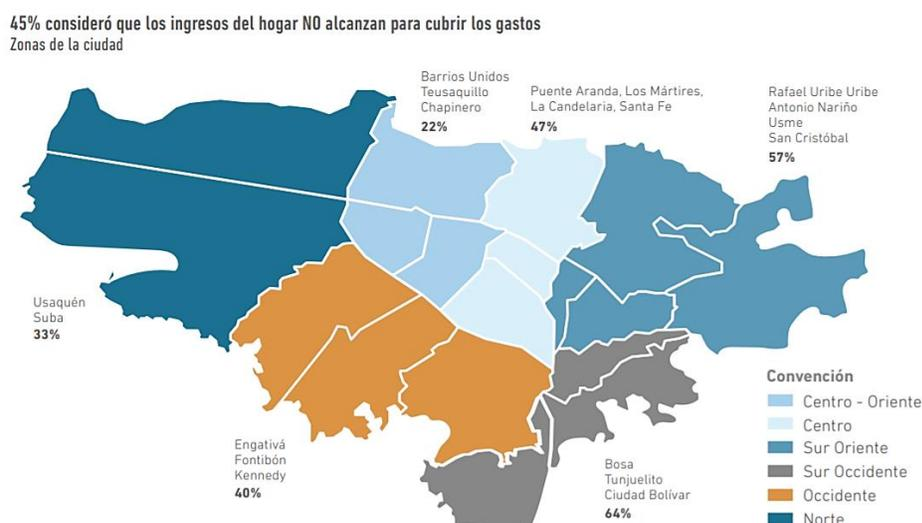 45% consideró que los ingresos del hogar NO alcanzan para cubrir los gastos
Zonas de la ciudad
Barrios Unidos
Teusaquillo
Chapinero
22%
Puente Aranda, Los Mártires,
La Candelaria, Santa Fe
47%
Rafael Uribe Uribe
Antonio Nariño
Usme
San Cristóbal
57%
Usaquén
Suba
33%
Engativá
Fontibón
Kennedy
40%
Bosa
Tunjuelito
Ciudad Bolívar
64%
Convención
Centro - Oriente
Centro
Sur Oriente
Sur Occidente
Occidente
Norte